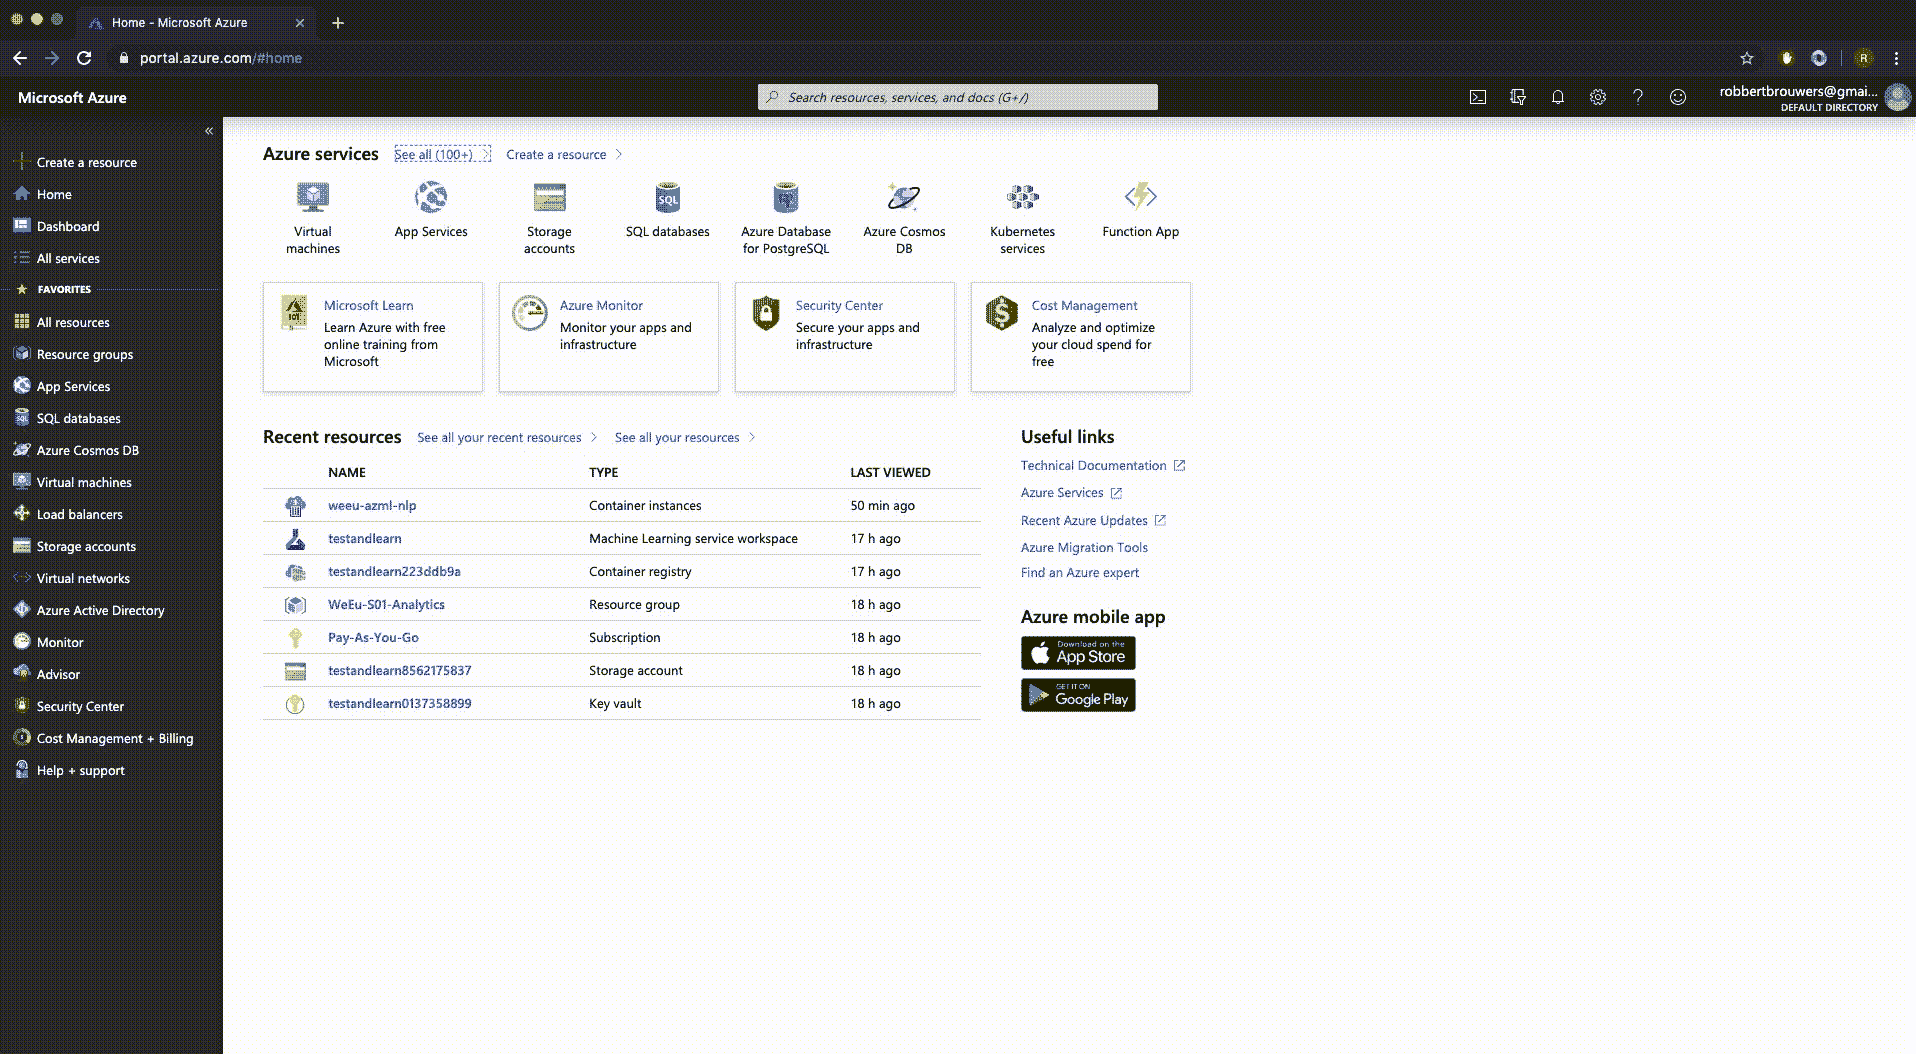 Home - Microsoft Azure
portal.azure.com/#home
R
Microsoft Azure
Search resources, services, and docs (G+/)
robbertbrouwers@gmai...
DEFAULT DIRECTORY
Create a resource
Home
Dashboard
All services
FAVORITES
All resources
Resource groups
App Services
SQL databases
Azure Cosmos DB
Virtual machines
Load balancers
Storage accounts
Virtual networks
Azure Active Directory
Monitor
Advisor
Security Center
Cost Management + Billing
Help + support
Azure services See all (100+) Create a resource
SQL
Virtual
machines
App Services
Storage
accounts
SQL databases
Azure Database
for PostgreSQL
Azure Cosmos
DB
Kubernetes
services
Function App
Microsoft Learn
Learn Azure with free
online training from
Microsoft
Azure Monitor
Monitor your apps and
infrastructure
Security Center
Secure your apps and
infrastructure
Cost Management
Analyze and optimize
your cloud spend for
free
Recent resources See all your recent resources See all your resources
NAME TYPE LAST VIEWED
weeu-azml-nlp Container instances 50 min ago
testandlearn Machine Learning service workspace 17 h ago
testandlearn223ddb9a Container registry 17 h ago
WeEu-S01-Analytics Resource group 18 h ago
Pay-As-You-Go Subscription 18 h ago
testandlearn8562175837 Storage account 18 h ago
testandlearn0137358899 Key vault 18 h ago
Useful links
Technical Documentation
Azure Services
Recent Azure Updates
Azure Migration Tools
Find an Azure expert
Azure mobile app
Download on the
App Store
GET IT ON
Google Play